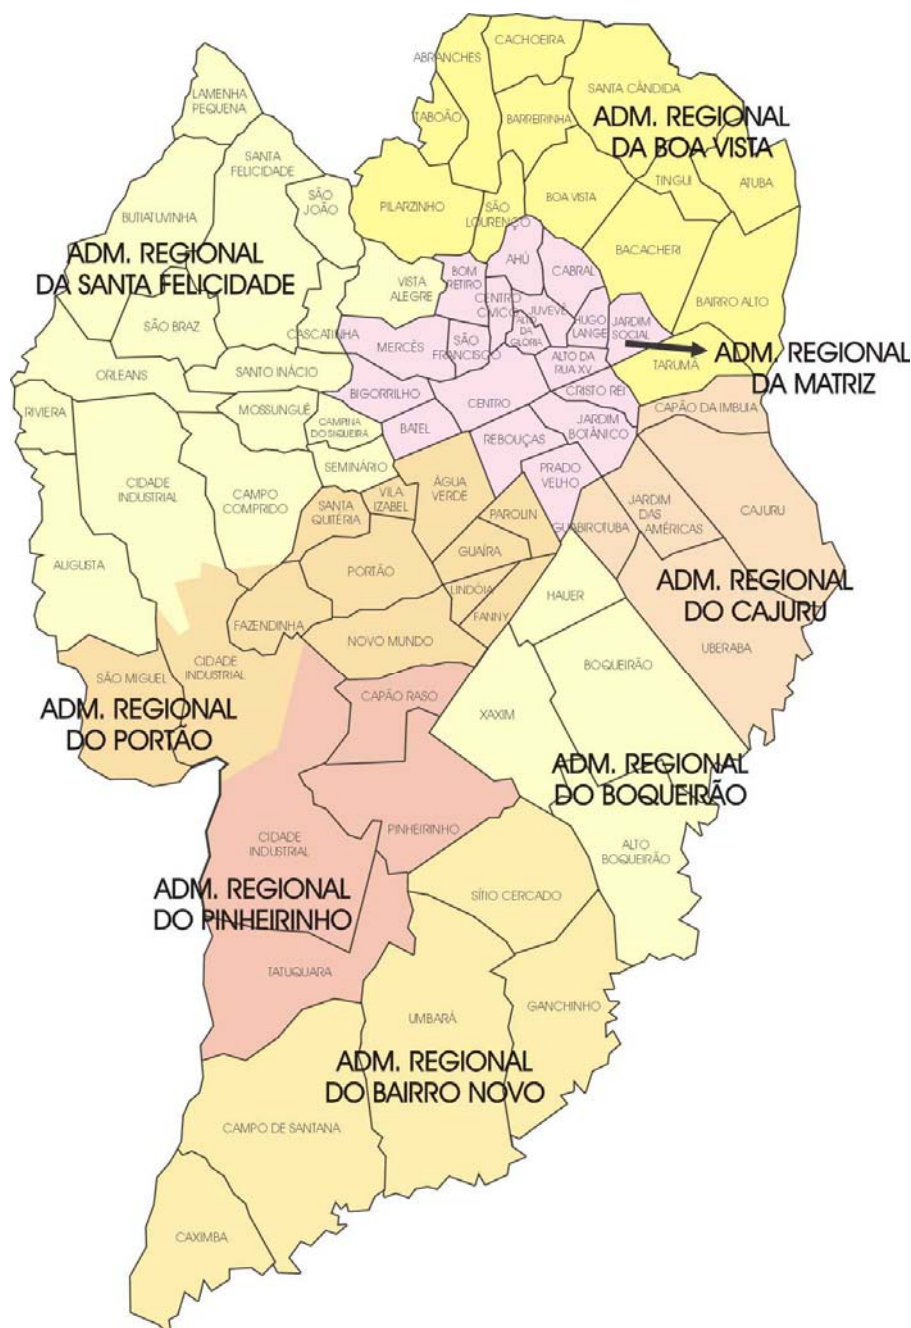 CACHOEIRA
ABRANCHES
SANTA CÂNDIDA
LAMENHA
PEQUENA
TABOÃO
BARREIRINHA
ADM. REGIONAL
DA BOA VISTA
SANTA
FELICIDADE
TINGUI
ATUBA
SÃO
JOÃO
PILARZINHO
SÃO
LOURENÇO
BOA VISTA
BUTIATUVINHA
BACACHERI
ADM. REGIONAL
DA SANTA FELICIDADE
VISTA
ALEGRE
BOM
RETIRO
AHÚ
CABRAL
CENTRO
CÍVICO
JUVEVÊ
BAIRRO ALTO
SÃO BRAZ
CASCATINHA
MERCÊS
SÃO
FRANCISCO
ALTO
DA
GLÓRIA
HUGO
LANGE
JARDIM
SOCIAL
ADM. REGIONAL
DA MATRIZ
ORLEANS
SANTO INÁCIO
ALTO DA
RUA XV
TARUMÃ
RIVIERA
MOSSUNGUÊ
BIGORRILHO
CENTRO
CRISTO REI
CAPÃO DA IMBUIA
CAMPINA
DO SIQUEIRA
BATEL
REBOUÇAS
JARDIM
BOTÂNICO
SEMINÁRIO
CIDADE
INDUSTRIAL
CAMPO
COMPRIDO
ÁGUA
VERDE
PRADO
VELHO
VILA
IZABEL
SANTA
QUITÉRIA
PAROLIN
GUABIROTUBA
JARDIM
DAS
AMÉRICAS
CAJURU
AUGUSTA
PORTÃO
GUAÍRA
LINDÓIA
FANNY
HAUER
ADM. REGIONAL
DO CAJURU
FAZENDINHA
NOVO MUNDO
UBERABA
SÃO MIGUEL
CIDADE
INDUSTRIAL
BOQUEIRÃO
CAPÃO RASO
ADM. REGIONAL
DO PORTÃO
XAXIM
ADM. REGIONAL
DO BOQUEIRÃO
PINHEIRINHO
CIDADE
INDUSTRIAL
ALTO
BOQUEIRÃO
ADM. REGIONAL
DO PINHEIRINHO
SÍTIO CERCADO
TATUQUARA
GANCHINHO
UMBARÁ
ADM. REGIONAL
DO BAIRRO NOVO
CAMPO DE SANTANA
CAXIMBA